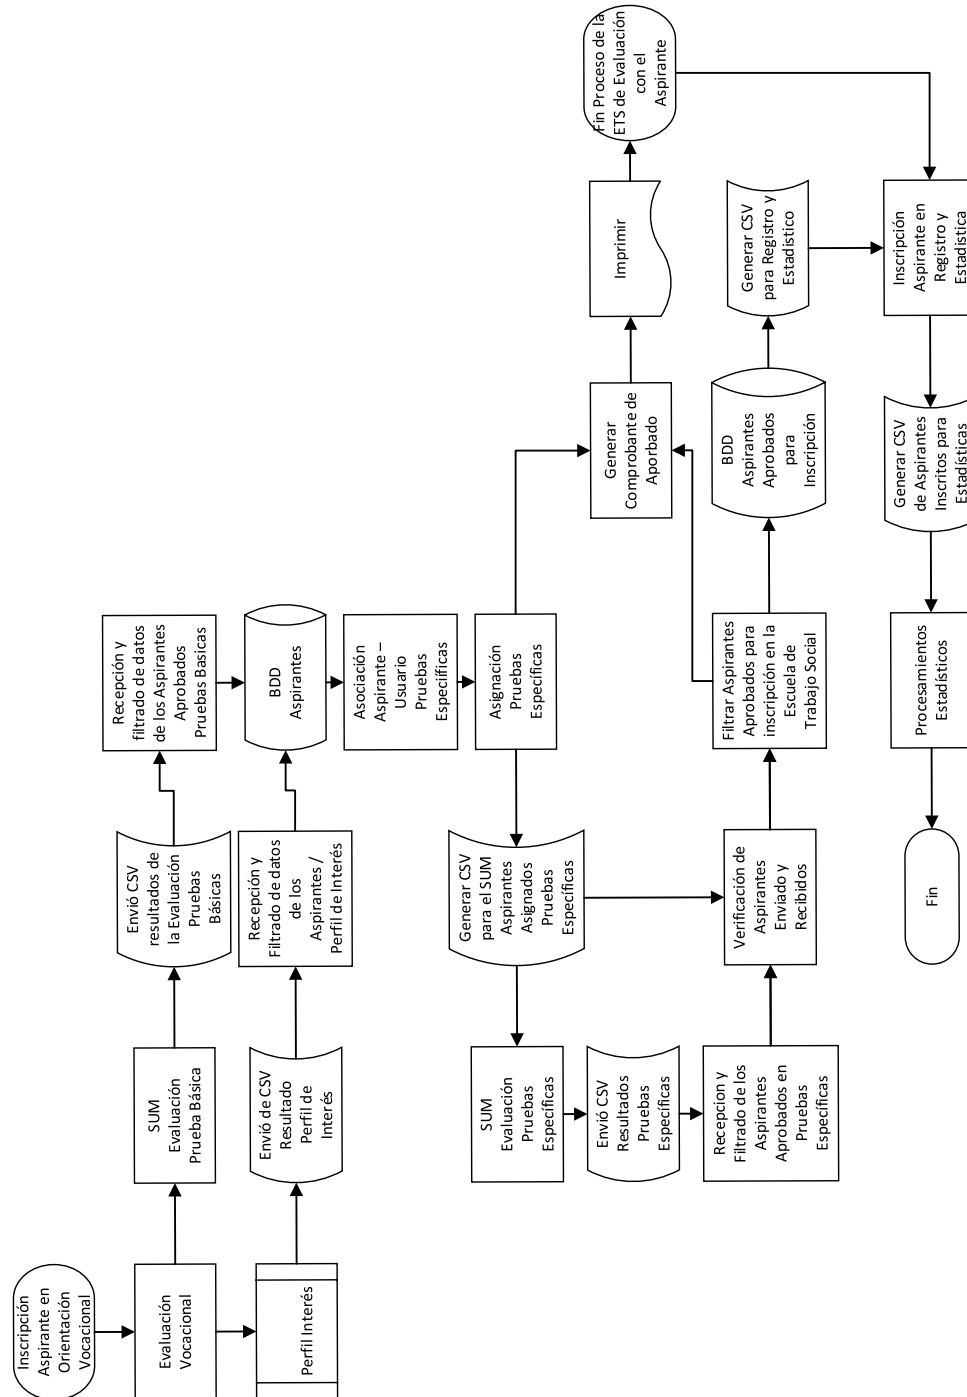 Inscripción
Aspirante en
Orientación
Vocacional
Evaluación
Vocacional
Perfil Interés
SUM
Evaluación
Prueba Básica
Envió de CSV
Resultado
Perfil de
Interés
Envió CSV
resultados de
la Evaluación
Pruebas
Básicas
Recepción y
Filtrado de datos
de los
Aspirantes /
Perfil de Interés
Recepción y
filtrado de datos
de los Aspirantes
Aprobados
Pruebas Basicas
BDD
Aspirantes
Asociación
Aspirante –
Usuario
Pruebas
Especiíficas
Asignación
Pruebas
Específicas
Generar CSV
para el SUM
Aspirantes
Asignados
Pruebas
Específicas
SUM
Evaluación
Pruebas
Específicas
Envió CSV
Resultados
Pruebas
Específicas
Recepcion y
Filtrado de los
Aspirantes
Aprobados en
Pruebas
Específicas
Verificación de
Aspirantes
Enviado y
Recibidos
Filtrar Aspirantes
Aprobados para
inscripción en la
Escuela de
Trabajo Social
Generar
Comprobante de
Aporbado
Imprimir
Fin Proceso de la
ETS de Evaluación
con el
Aspirante
BDD
Aspirantes
Aprobados
para
Inscripción
Generar CSV
para Registro y
Estadístico
Inscripción
Aspirante en
Registro y
Estadística
Generar CSV
de Aspirantes
Inscritos para
Estadísticas
Procesamientos
Estadísticos
Fin